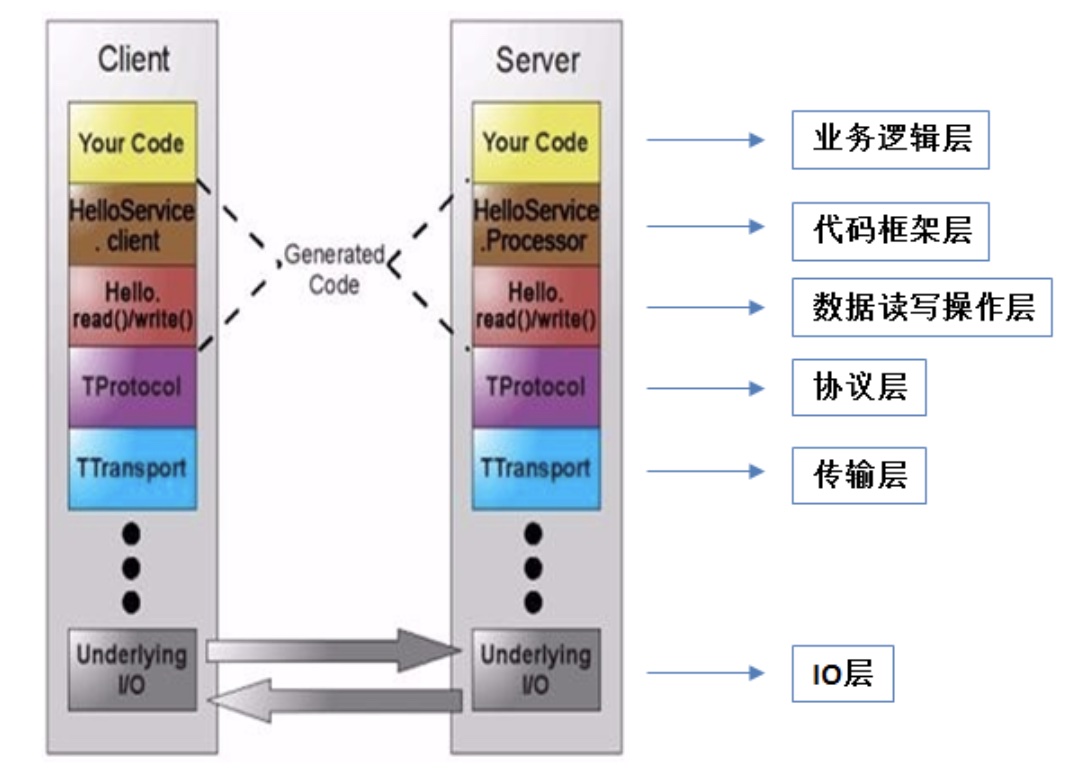 Client
Your Code
HelloService
. client
Hello.
read()/write()
TProtocol
TTransport
Underlying
I/O
Generated
Code
Server
Your Code
HelloService
.Processor
Hello.
read()/write()
TProtocol
TTransport
Underlying
I/O
业务逻辑层
代码框架层
数据读写操作层
协议层
传输层
IO层